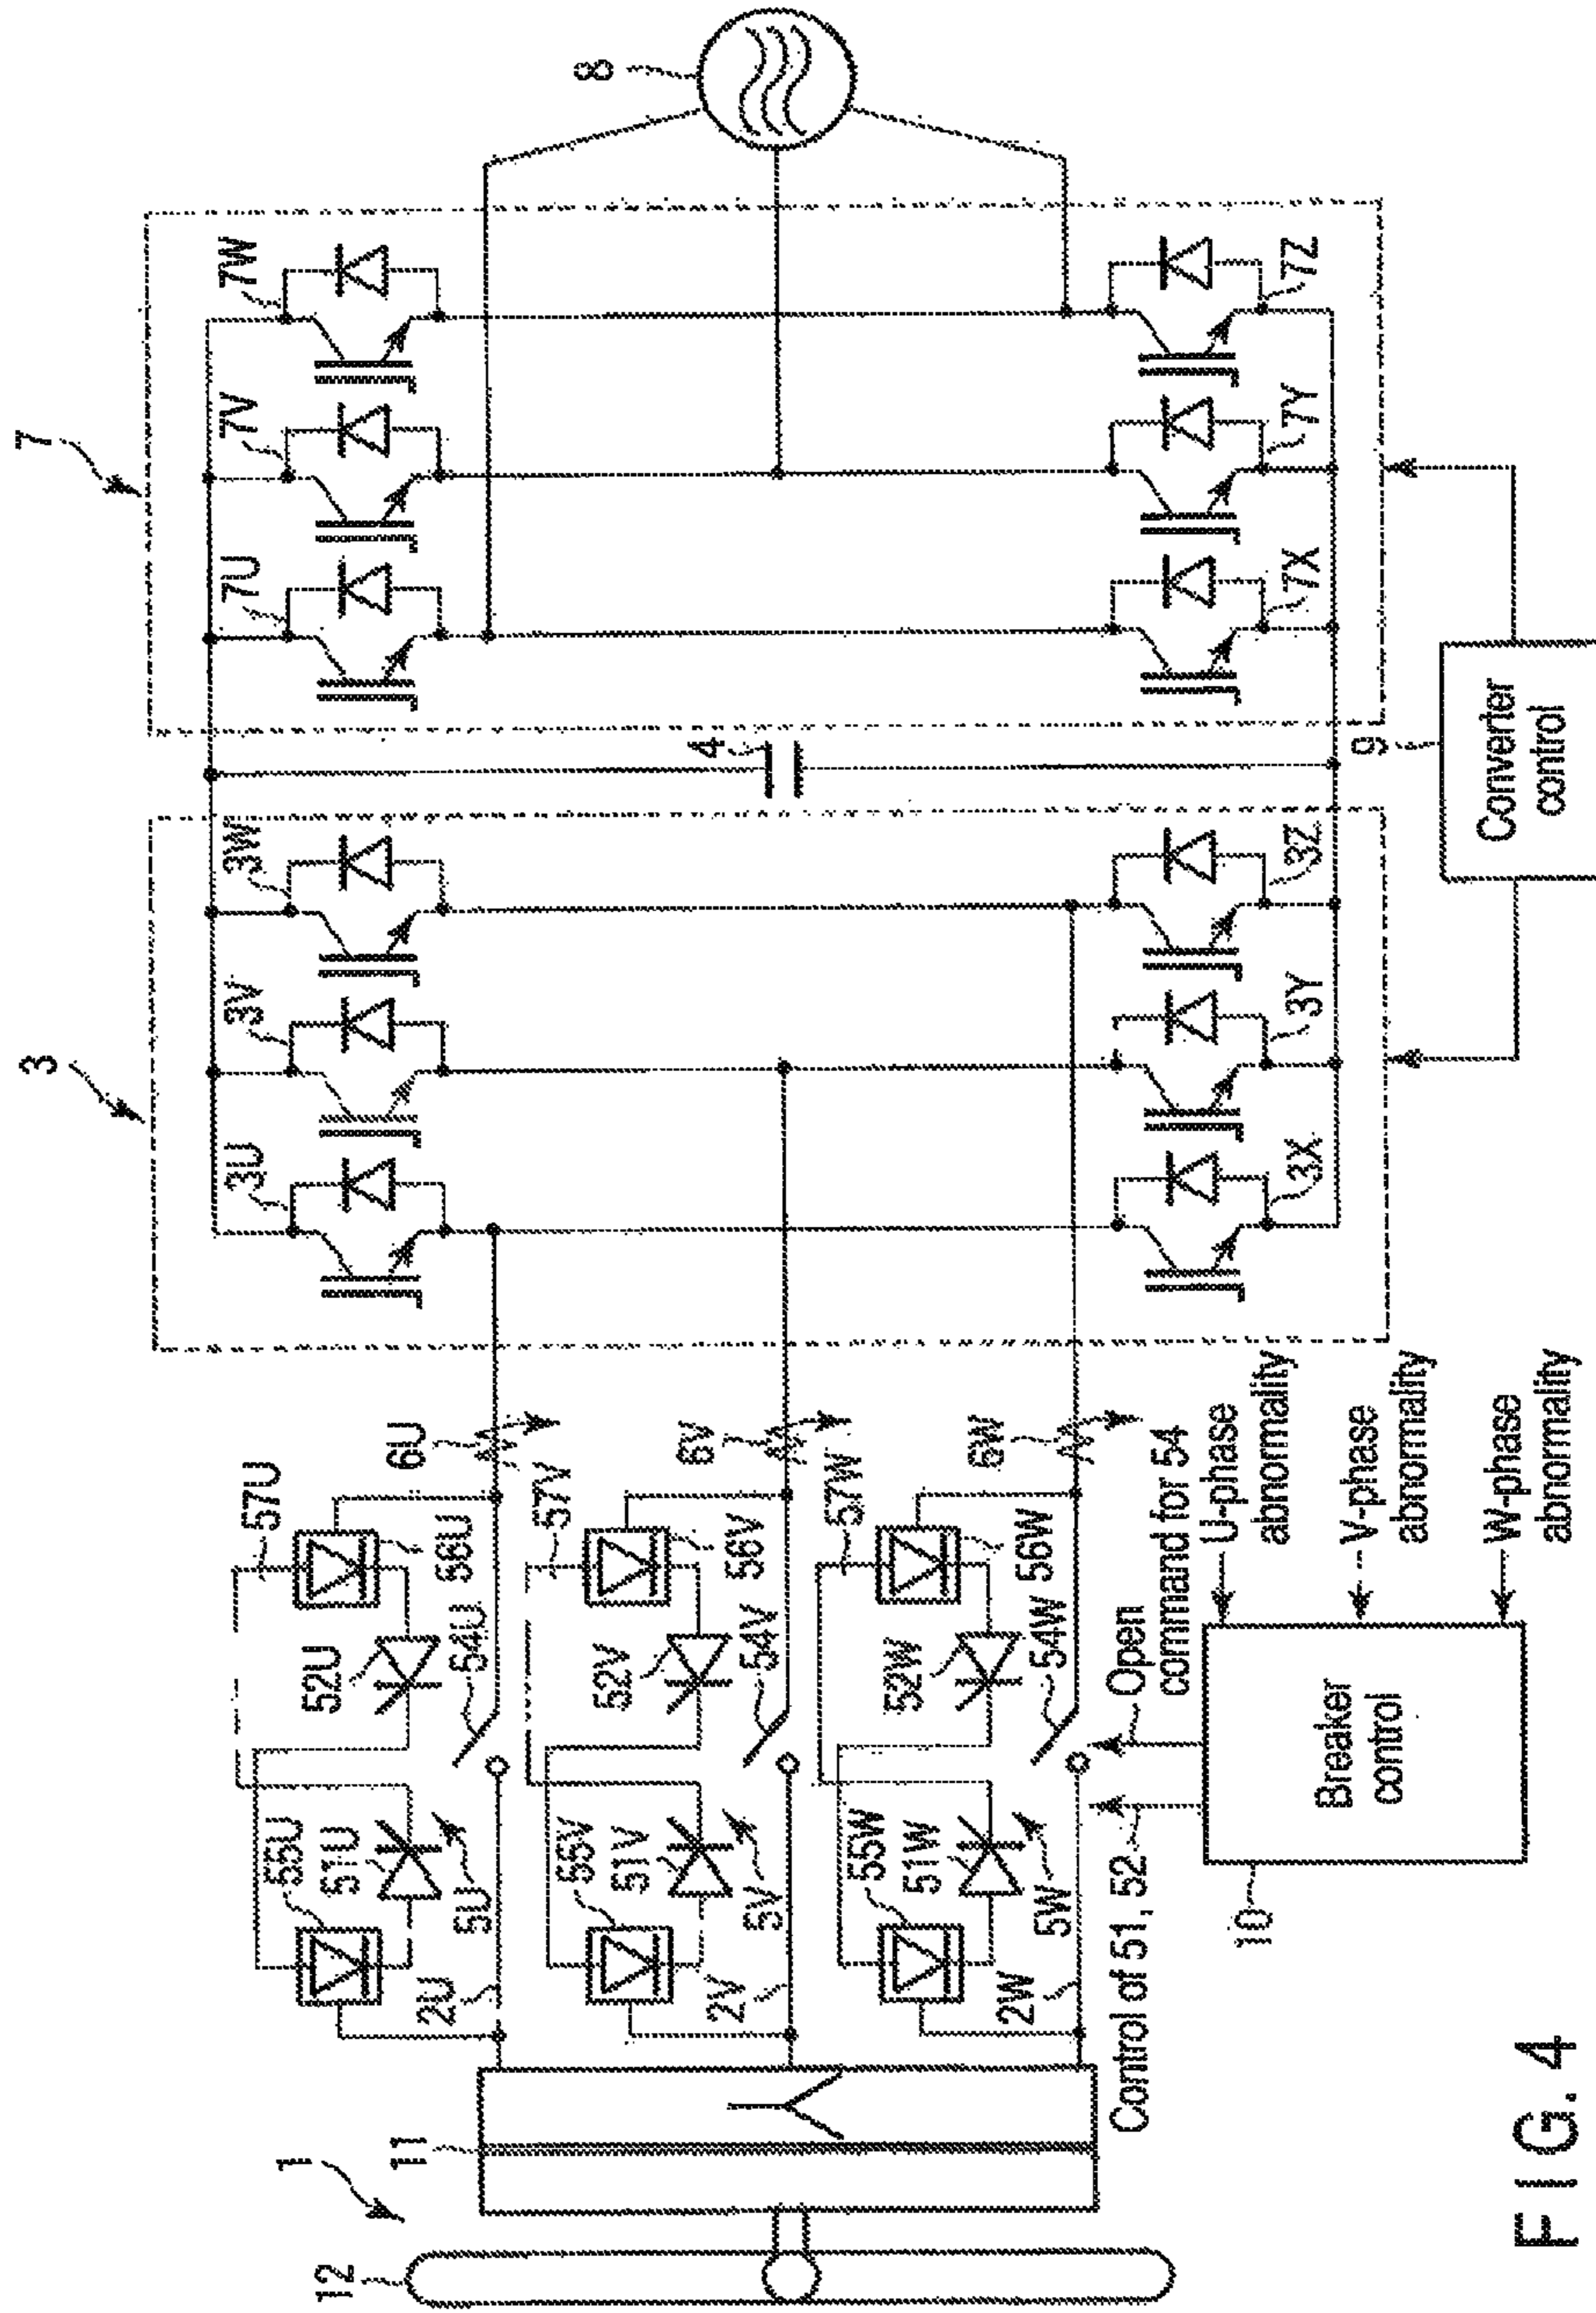 7
7U
7V
7W
8
3
3U
3V
3W
4
57U
6U
55U
51U
52U
56U
54U
5U
2U
57V
6V
55V
51V
52V
56V
54V
5V
2V
57W
6W
55W
51W
52W
56W
54W
5W
2W
1
11
12
3X
3Y
3Z
7X
7Y
7Z
Control of 51, 52
Open
command for 54
U-phase
abnormality
V-phase
abnormality
W-phase
abnormality
10
Breaker
control
9
Converter
control
FIG. 4